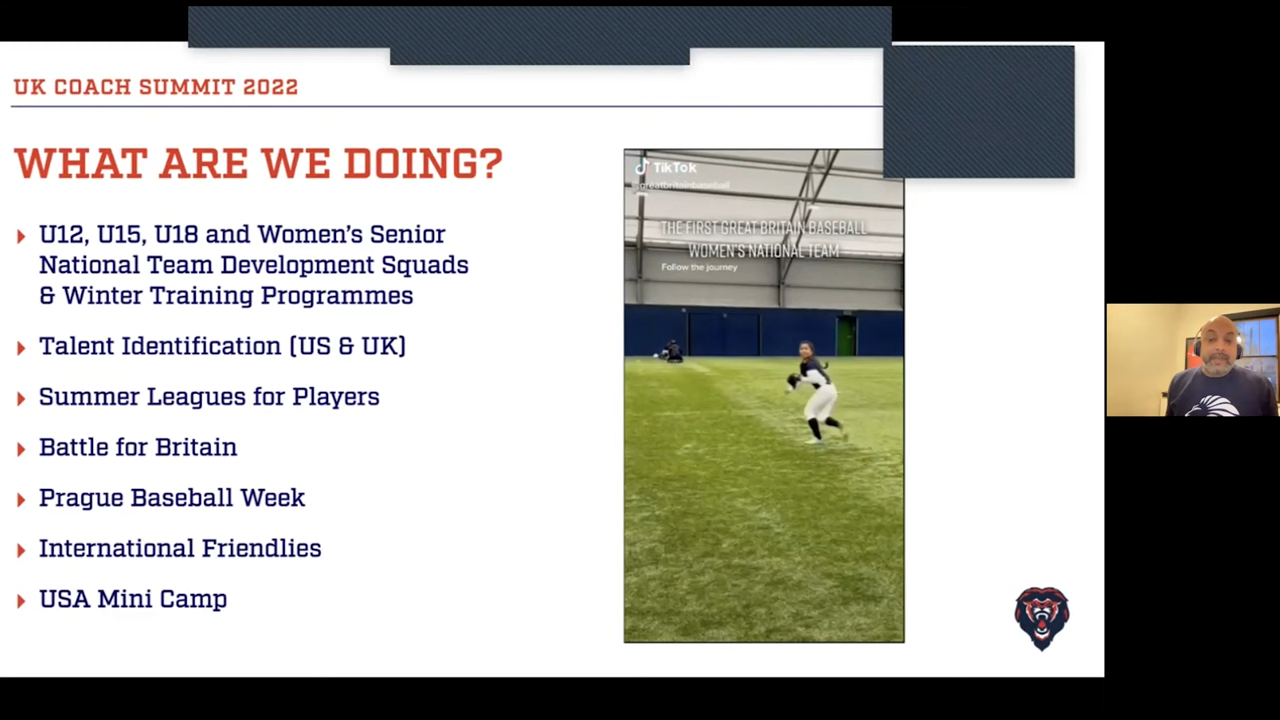 UK COACH SUMMIT 2022
WHAT ARE WE DOING?
U12, U15, U18 and Women's Senior
National Team Development Squads
& Winter Training Programmes
Talent Identification (US & UK)
Summer Leagues for Players
Battle for Britain
Prague Baseball Week
International Friendlies
USA Mini Camp
TikTok
@greatbritainbaseball
THE FIRST GREAT BRITAIN BASEBALL
WOMEN'S NATIONAL TEAM
Follow the journey